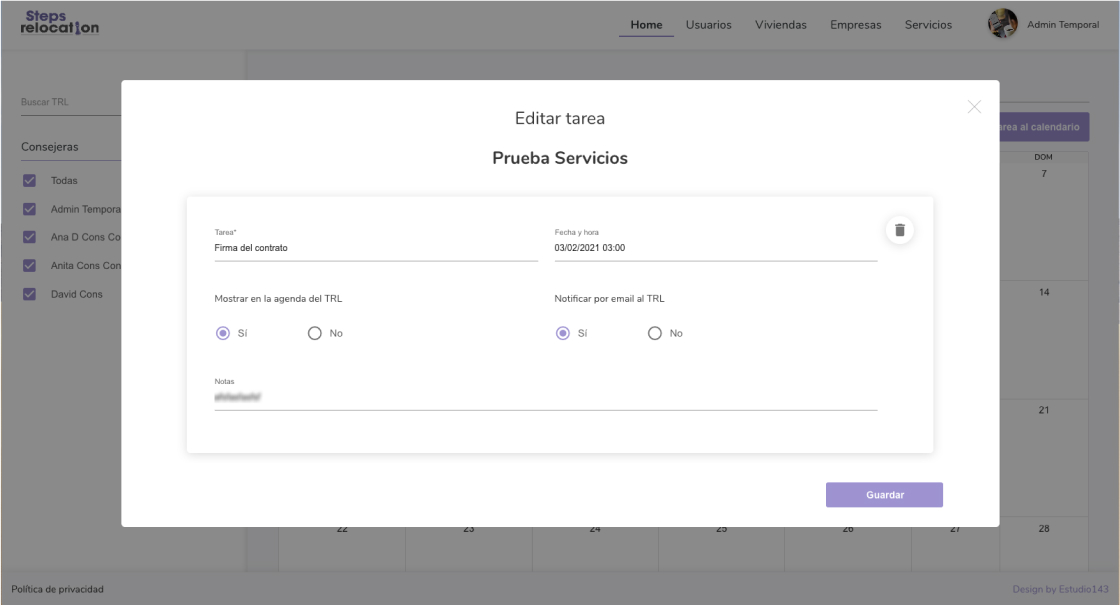 Steps
relocat1on
Home Usuarios Viviendas Empresas Servicios Admin Temporal
Buscar TRL
Consejeras
Todas
Admin Tempora
Ana D Cons Co
Anita Cons Con
David Cons
area al calendario
DOM
7
14
21
22 23 24 25 26 27 28
Editar tarea
Prueba Servicios
Tarea*
Firma del contrato
Fecha y hora
03/02/2021 03:00
Mostrar en la agenda del TRL
Sí No
Notificar por email al TRL
Sí No
Notas
Guardar
Política de privacidad
Design by Estudio143